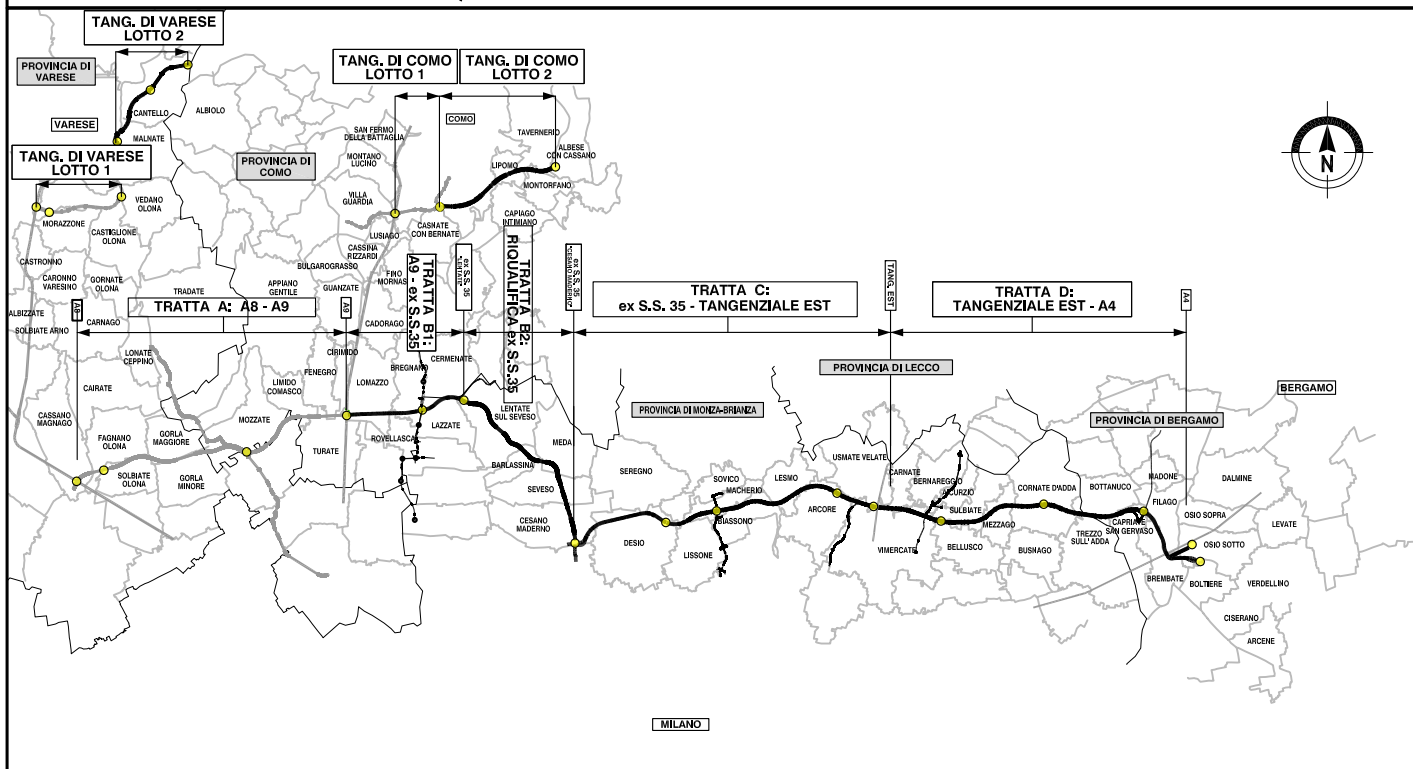 TANG. DI VARESE
LOTTO 2
PROVINCIA DI
VARESE
TANG. DI COMO
LOTTO 1
TANG. DI COMO
LOTTO 2
CANTELLO
ALBIOLO
VARESE
MALNATE
COMO
SAN FERMO
DELLA BATTAGLIA
TAVERNERIO
ALBESE
CON CASSANO
TANG. DI VARESE
LOTTO 1
PROVINCIA DI
COMO
MONTANO
LUCINO
LIPOMO
MONTORFANO
N
VEDANO
OLONA
VILLA
GUARDIA
MORAZZONE
CASTIGLIONE
OLONA
LUSIAGO
CASNATE
CON BERNATE
CAPIAGO
INTIMIANO
CASTRONNO
CARONNO
VARESINO
GORNATE
OLONA
CASSINA
RIZZARDI
BULGAROGRASSO
FINO
MORNAS
TRADATE
APPIANO
GENTILE
GUANZATE
TRATTA B1:
A9 - ex S.S.35
ex S.S. 35
"LENTATE"
TRATTA B2:
RIQUALIFICA ex S.S.35
ex S.S. 35
"CESANO MADERNO"
TRATTA C:
ex S.S. 35 - TANGENZIALE EST
TANG. EST
TRATTA D:
TANGENZIALE EST - A4
A4
A8
TRATTA A: A8 - A9
A9
ALBIZZATE
SOLBIATE ARNO
CARNAGO
CADORAGO
LONATE
CEPPINO
CIRIMIDO
FENEGRO
BREGNANO
CERMENATE
CAIRATE
LIMIDO
COMASCO
LOMAZZO
PROVINCIA DI LECCO
BERGAMO
CASSANO
MAGNAGO
FAGNANO
OLONA
GORLA
MAGGIORE
MOZZATE
TURATE
ROVELLASCA
LAZZATE
LENTATE
SUL SEVESO
PROVINCIA DI MONZA-BRIANZA
PROVINCIA DI BERGAMO
SOLBIATE
OLONA
GORLA
MINORE
BARLASSINA
MEDA
SEVESO
CESANO
MADERNO
SEREGNO
DESIO
SOVICO
MACHERIO
BIASSONO
LISSONE
LESMO
USMATE VELATE
ARCORE
CARNATE
BERNAREGGIO
AICURZIO
SULBIATE
MEZZAGO
VIMERCATE
BELLUSCO
BUSNAGO
CORNATE D'ADDA
BOTTANUCO
TREZZO
SULL'ADDA
MADONE
FILAGO
CAPRIATE
SAN GERVASO
DALMINE
OSIO SOPRA
LEVATE
OSIO SOTTO
BREMBATE
BOLTIERE
VERDELLINO
CISERANO
ARCENE
MILANO